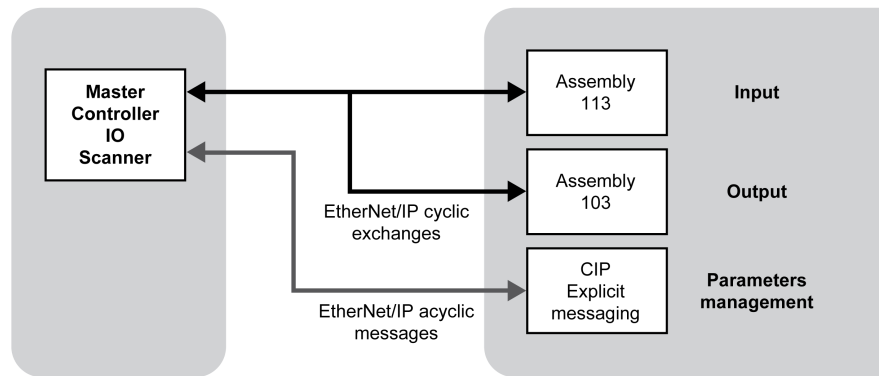 Master
Controller
IO
Scanner
Assembly
113
Input
Assembly
103
Output
EtherNet/IP cyclic
exchanges
CIP
Explicit
messaging
Parameters
management
EtherNet/IP acyclic
messages